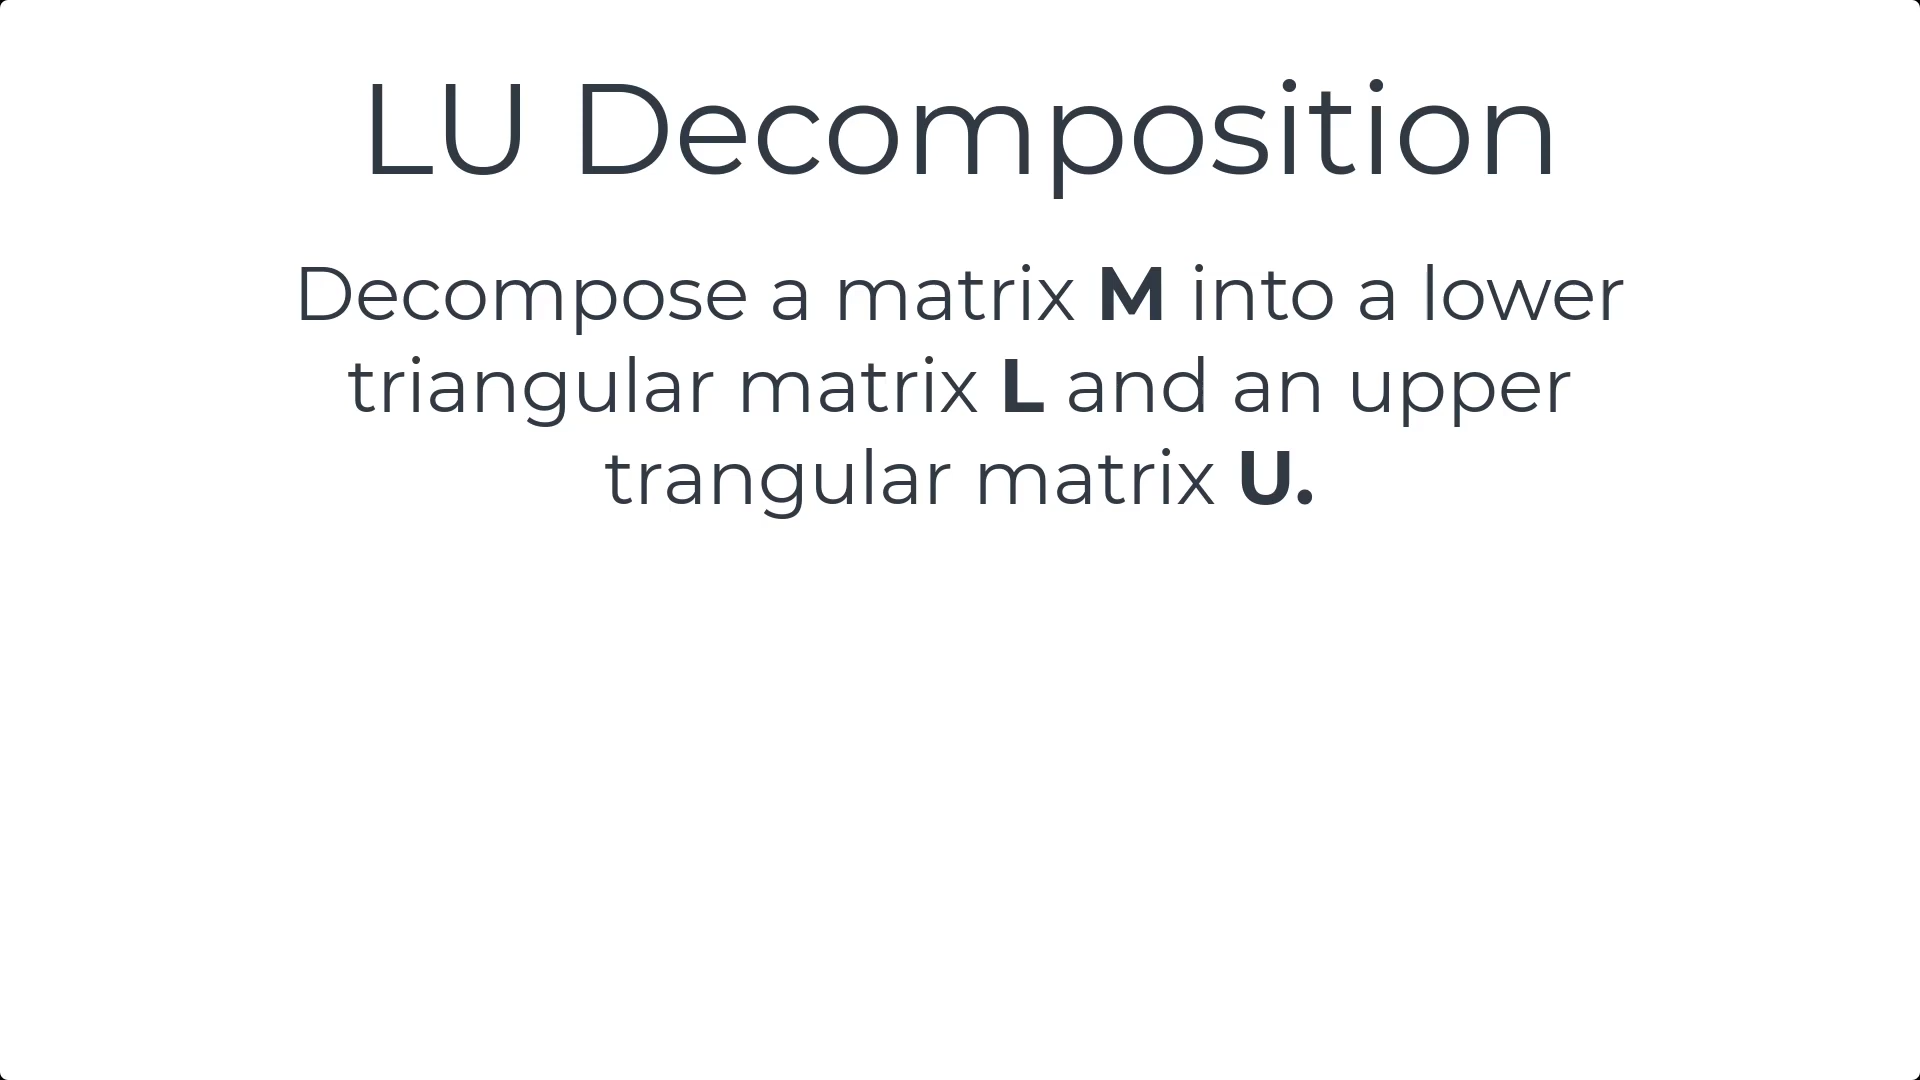 LU Decomposition
Decompose a matrix M into a lower
triangular matrix L and an upper
trangular matrix U.